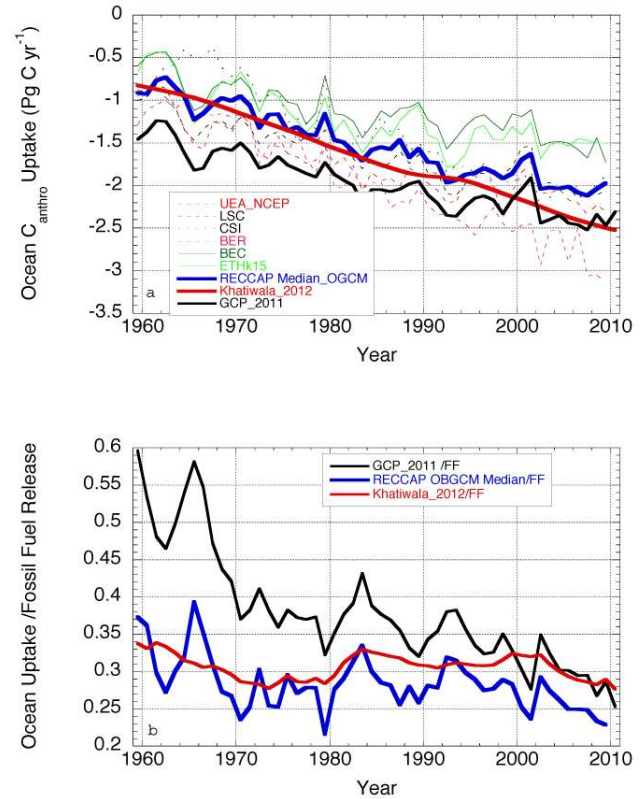 0
-0.5
-1
-1.5
-2
-2.5
-3
-3.5
Ocean C anthro Uptake (Pg C yr-1)
UEA_NCEP
LSC
CSI
BER
BEC
ETHk15
RECCAP Median_OGCM
Khatiwala_2012
GCP_2011
a
1960 1970 1980 1990 2000 2010
Year
0.6
0.55
0.5
0.45
0.4
0.35
0.3
0.25
0.2
Ocean Uptake /Fossil Fuel Release
GCP_2011 /FF
RECCAP OBGCM Median/FF
Khatiwala_2012/FF
b
1960 1970 1980 1990 2000 2010
Year